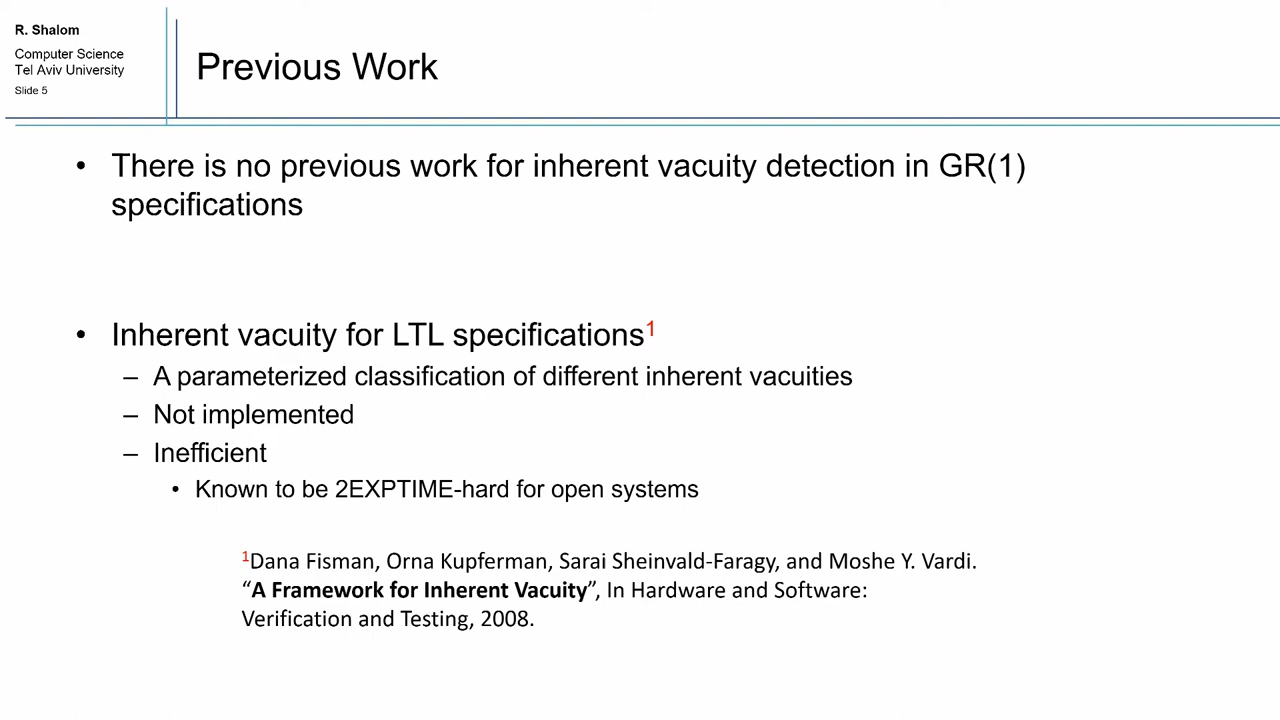 R. Shalom
Computer Science
Tel Aviv University
Slide 5
Previous Work
• There is no previous work for inherent vacuity detection in GR(1)
specifications
• Inherent vacuity for LTL specifications1
– A parameterized classification of different inherent vacuities
– Not implemented
– Inefficient
• Known to be 2EXPTIME-hard for open systems
1Dana Fisman, Orna Kupferman, Sarai Sheinvald-Faragy, and Moshe Y. Vardi.
“A Framework for Inherent Vacuity”, In Hardware and Software:
Verification and Testing, 2008.